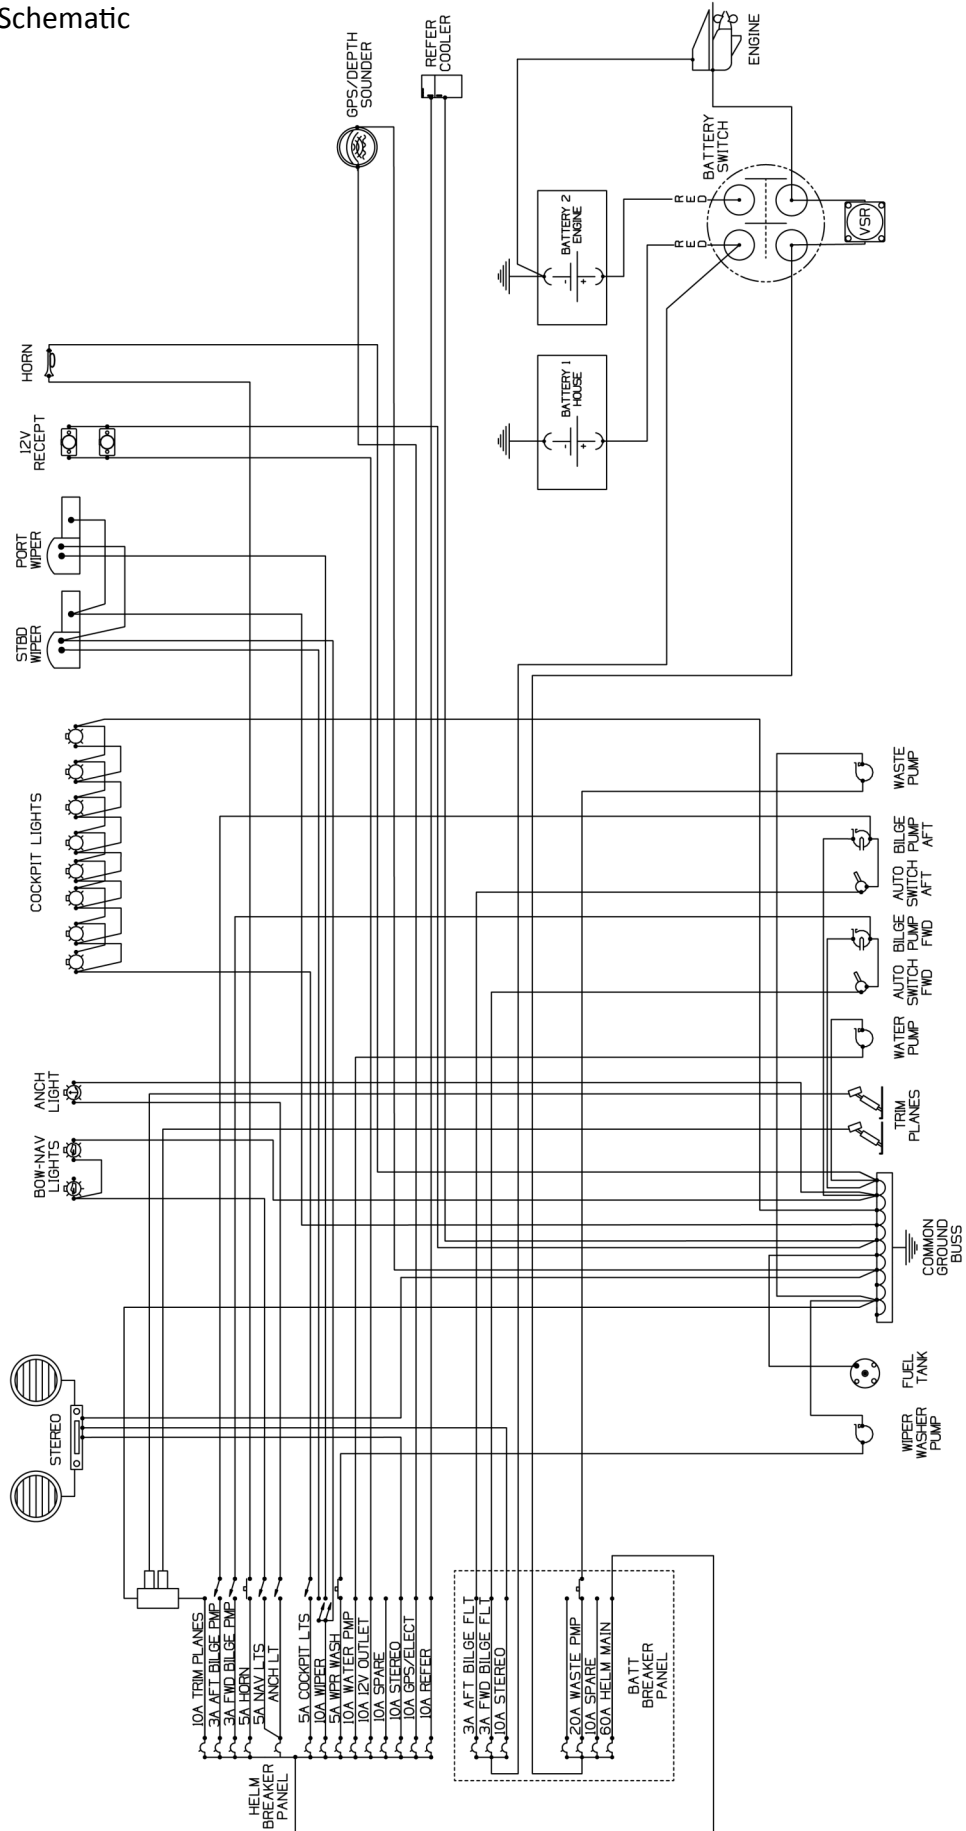 Schematic
GPS/DEPTH
SOUNDER
REFER
COOLER
ENGINE
BATTERY
SWITCH
BATTERY 2
ENGINE
-
+
RED
RED
VSR
HORN
12V
RECEPT
BATTERY 1
HOUSE
-
+
PORT
WIPER
STBD
WIPER
COCKPIT LIGHTS
WASTE
PUMP
BILGE
PUMP
AFT
AUTO
SWITCH
AFT
BILGE
PUMP
FWD
AUTO
SWITCH
FWD
WATER
PUMP
ANCH
LIGHT
BOW-NAV
LIGHTS
TRIM
PLANES
COMMON
GROUND
BUSS
FUEL
TANK
STEREO
WIPER
WASHER
PUMP
10A TRIM PLANES
3A AFT BILGE PMP
3A FWD BILGE PMP
5A HORN
5A NAV LTS
ANCH LT
5A COCKPIT LTS
10A WIPER
5A WPR WASH
10A WATER PMP
10A 12V OUTLET
10A SPARE
10A STEREO
10A GPS/ELECT
10A REFER
HELM
BREAKER
PANEL
3A AFT BILGE FLT
3A FWD BILGE FLT
10A STEREO
20A WASTE PMP
10A SPARE
60A HELM MAIN
BATT
BREAKER
PANEL